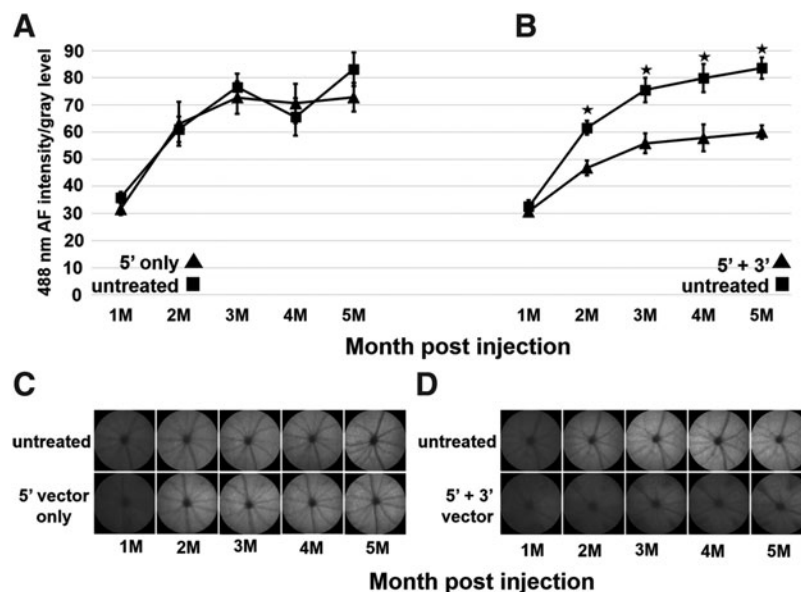 A
B
488 nm AF intensity/gray level
90
80
70
60
50
40
30
20
10
0
5' only
untreated
5' + 3'
untreated
1M 2M 3M 4M 5M
1M 2M 3M 4M 5M
Month post injection
C
D
untreated
5' vector
only
1M 2M 3M 4M 5M
untreated
5' + 3'
vector
1M 2M 3M 4M 5M
Month post injection